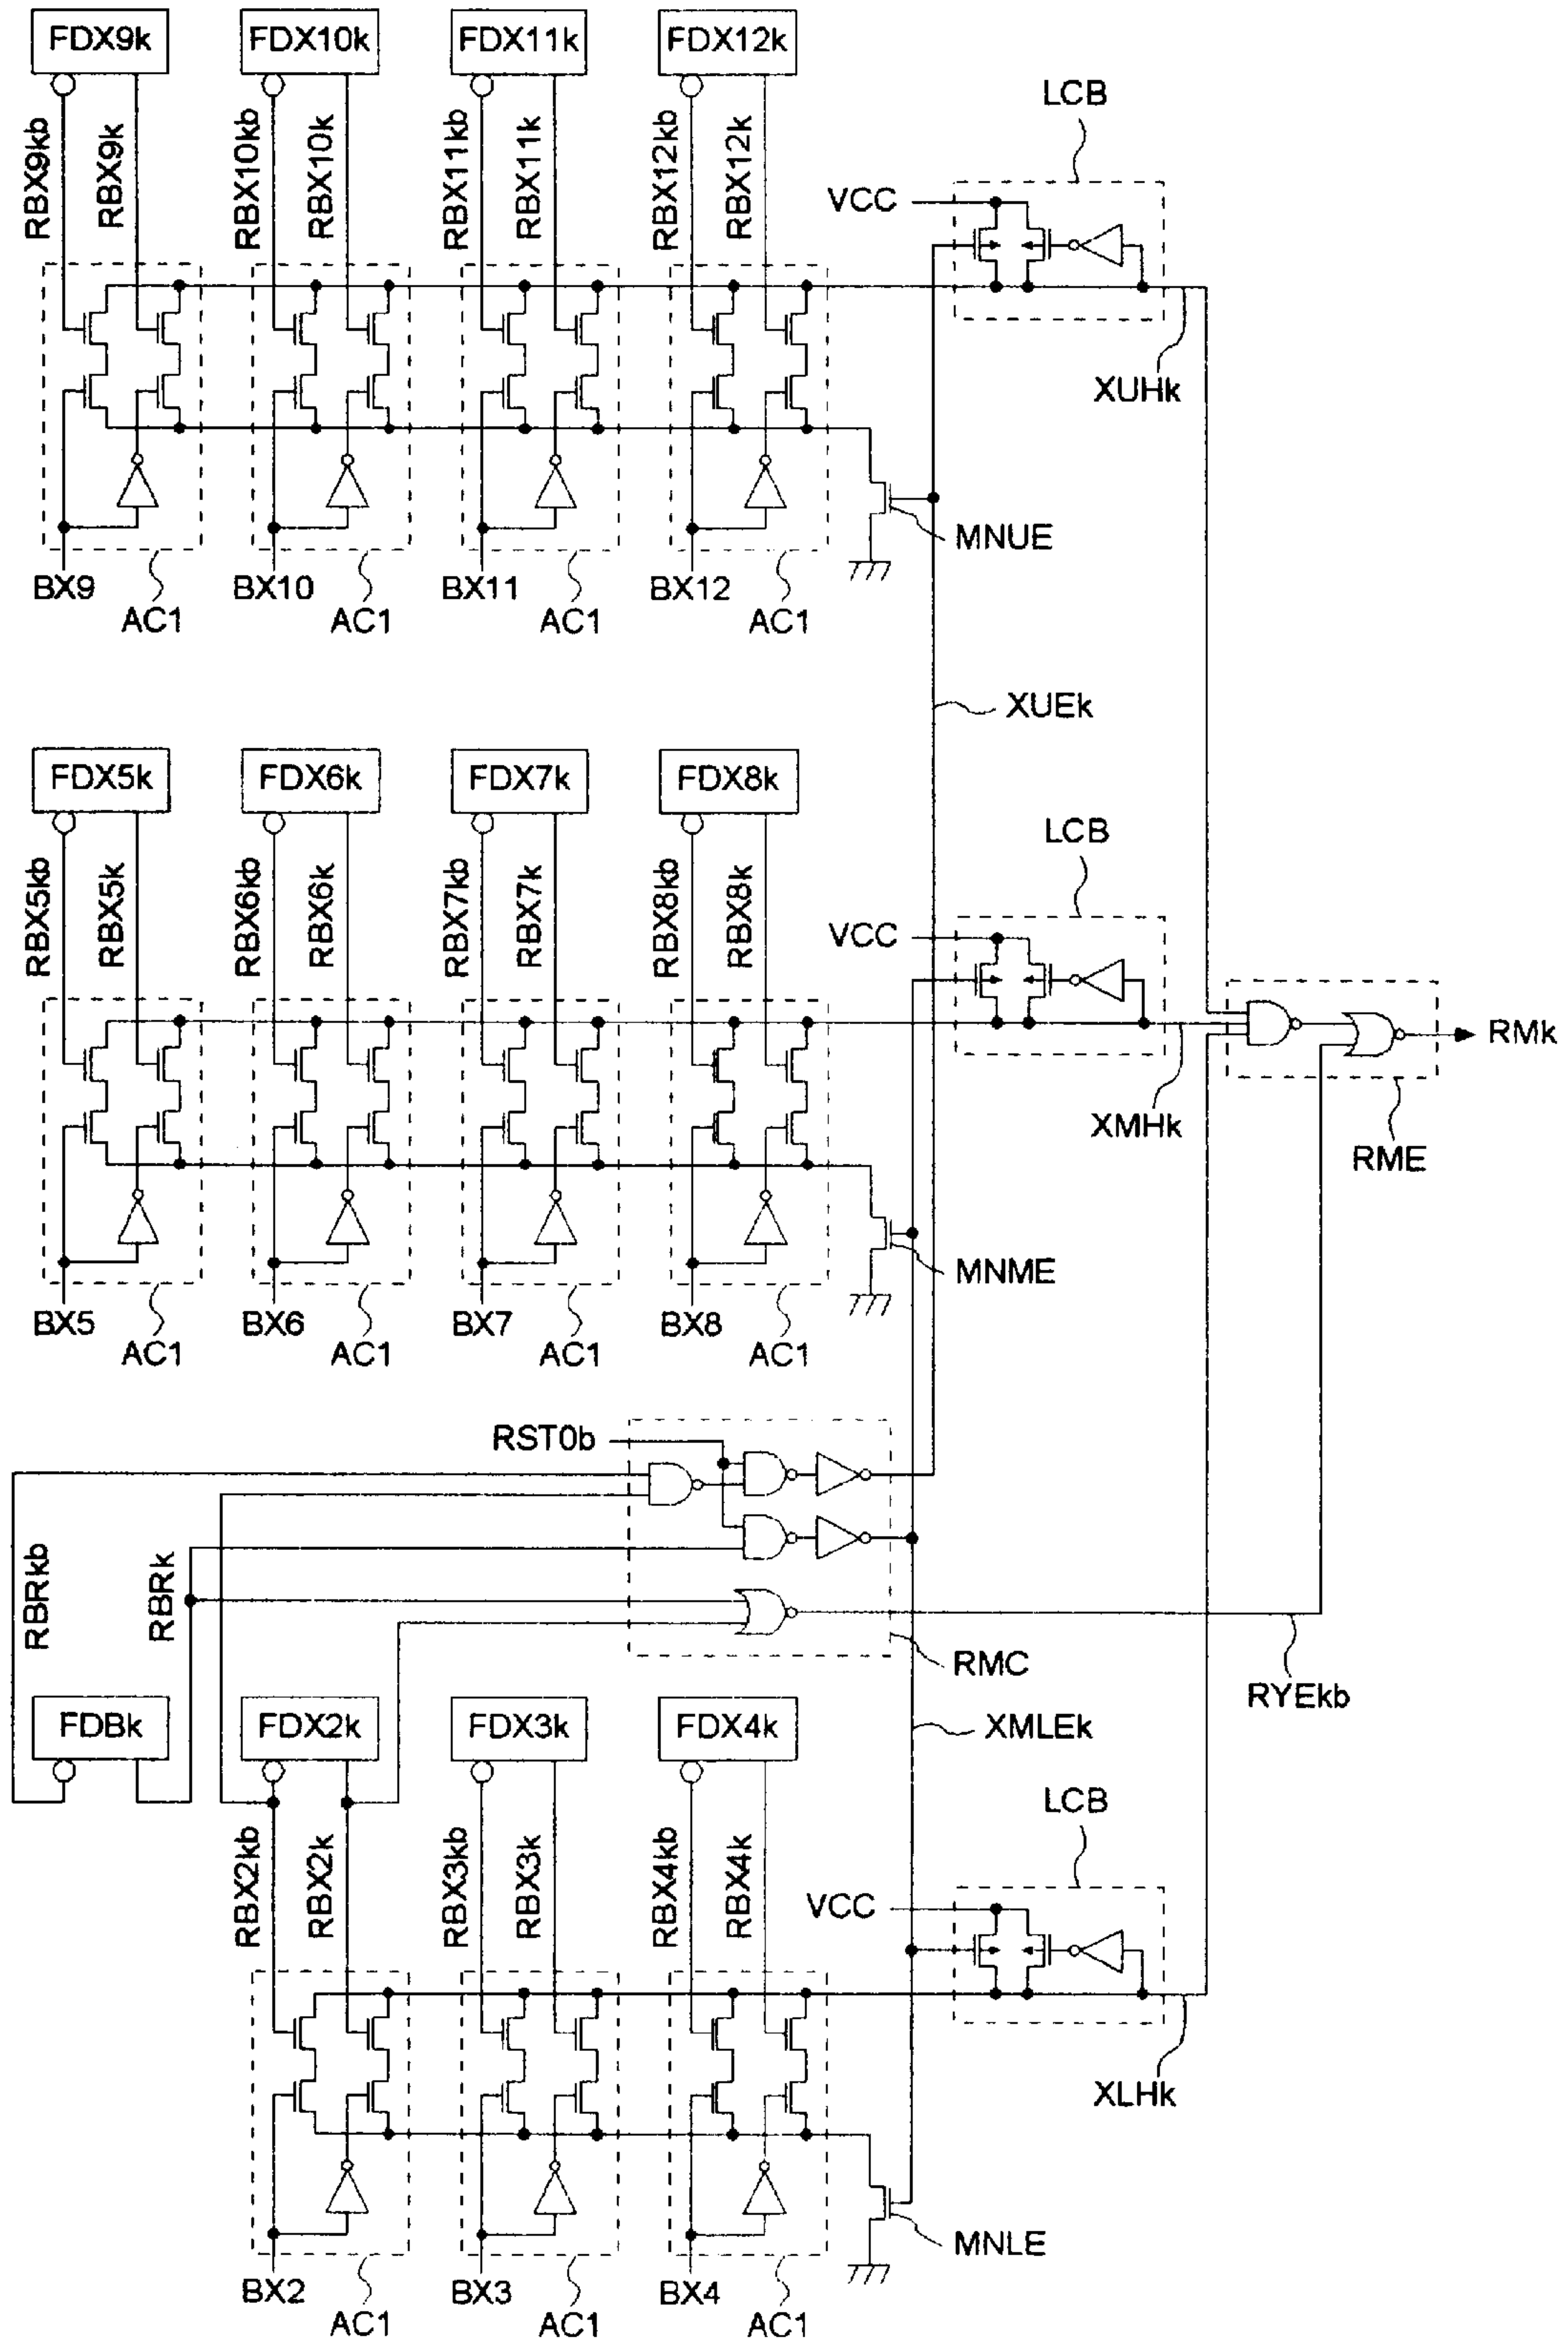 FDX9k FDX10k FDX11k FDX12k
LCB
RBX9kb RBX9k RBX10kb RBX10k RBX11kb RBX11k RBX12kb RBX12k
VCC
XUHk
MNUE
BX9 BX10 BX11 BX12
AC1 AC1 AC1 AC1
XUEk
FDX5k FDX6k FDX7k FDX8k
LCB
RBX5kb RBX5k RBX6kb RBX6k RBX7kb RBX7k RBX8kb RBX8k
VCC
RMk
XMHk
RME
MNME
BX5 BX6 BX7 BX8
AC1 AC1 AC1 AC1
RST0b
RBRkb RBRk
RMC
RYEkb
FDBk FDX2k FDX3k FDX4k
XMLEk
LCB
RBX2kb RBX2k RBX3kb RBX3k RBX4kb RBX4k
VCC
XLHk
MNLE
BX2 BX3 BX4
AC1 AC1 AC1